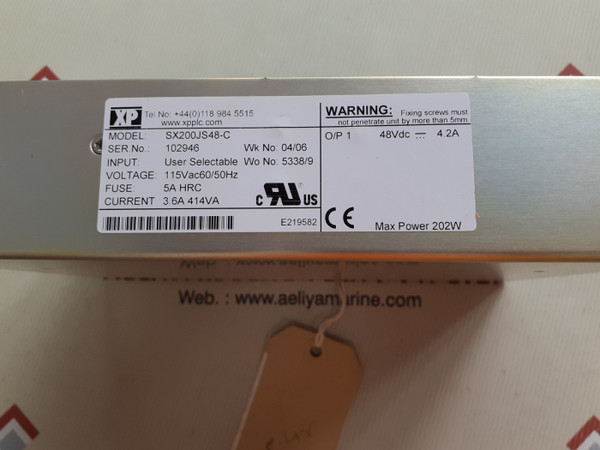 XP
Tel No: +44(0)118 984 5515
www.xpplc.com
MODEL: SX200JS48-C
SER.No.: 102946 Wk No: 04/06
INPUT: User Selectable Wo No: 5338/9
VOLTAGE: 115Vac60/50Hz
FUSE: 5A HRC
CURRENT 3.6A 414VA
C RU US
E219582
WARNING: Fixing screws must
not penetrate unit by more than 5mm.
O/P 1 48Vdc 4.2A
CE
Max Power 202W
Web. : www.aeliyamarine.com